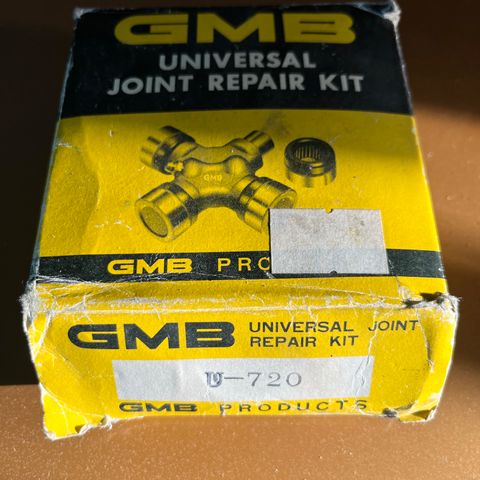 GMB
UNIVERSAL
JOINT REPAIR KIT
GMB
GMB PRO
GMB UNIVERSAL JOINT
REPAIR KIT
U-720
GMB PRODUCTS